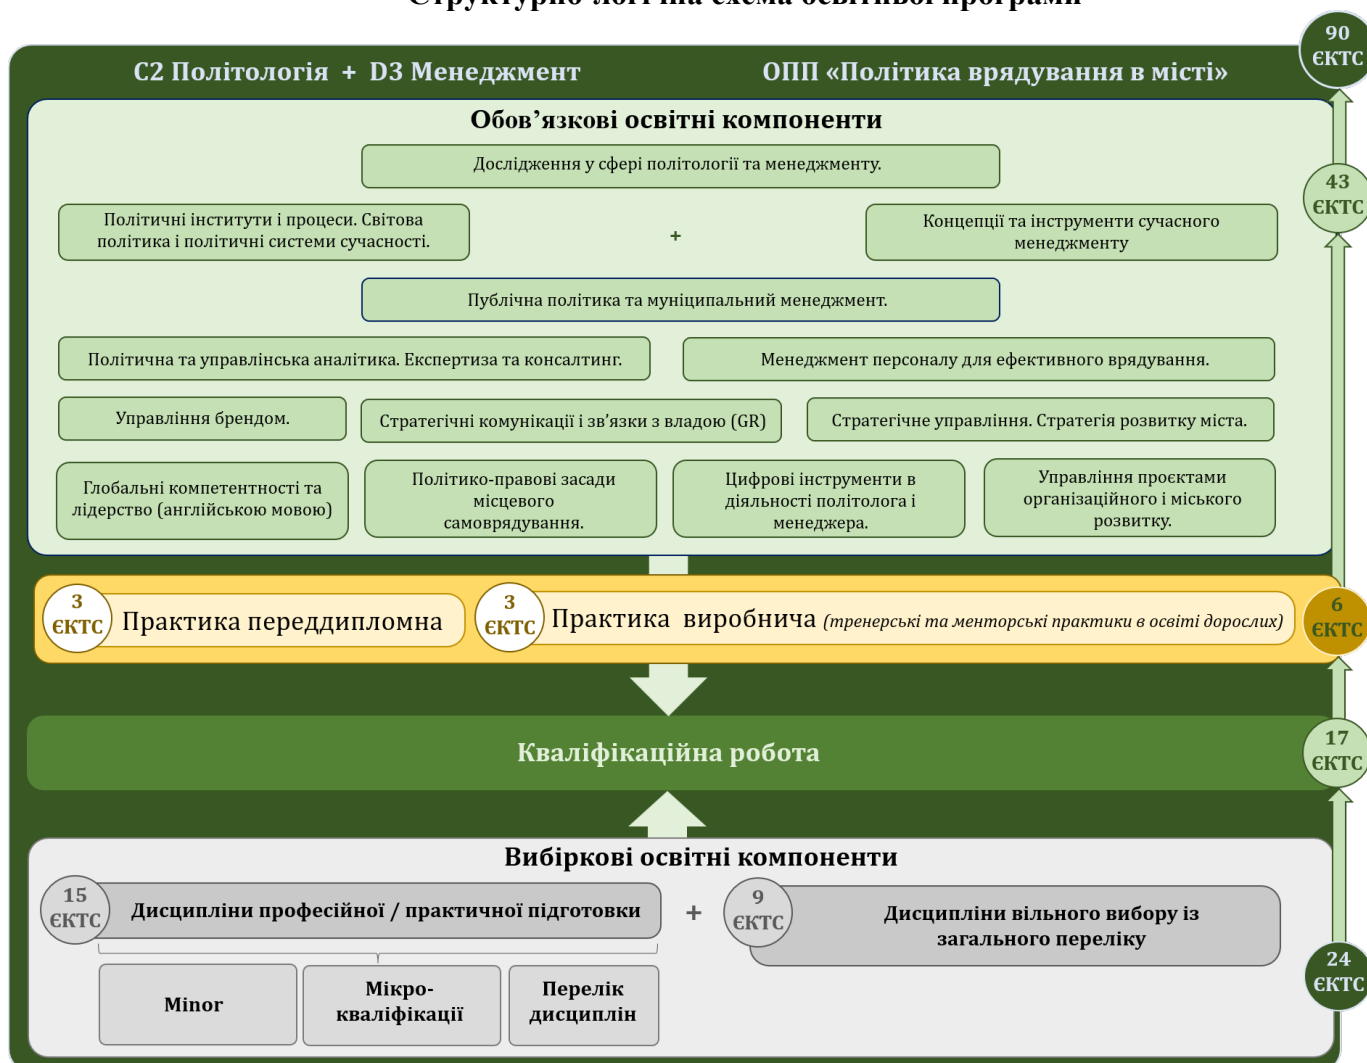 Структурно-логічна схема освітньої програми
90
ЄКТС
С2 Політологія + D3 Менеджмент
ОПП «Політика врядування в місті»
Обов’язкові освітні компоненти
Дослідження у сфері політології та менеджменту.
43
ЄКТС
Політичні інститути і процеси. Світова
політика і політичні системи сучасності.
+
Концепції та інструменти сучасного
менеджменту
Публічна політика та муніципальний менеджмент.
Політична та управлінська аналітика. Експертиза та консалтинг.
Менеджмент персоналу для ефективного врядування.
Управління брендом.
Стратегічні комунікації і зв’язки з владою (GR)
Стратегічне управління. Стратегія розвитку міста.
Глобальні компетентності та
лідерство (англійською мовою)
Політико-правові засади
місцевого
самоврядування.
Цифрові інструменти в
діяльності політолога і
менеджера.
Управління проєктами
організаційного і міського
розвитку.
3
ЄКТС
Практика переддипломна
3
ЄКТС
Практика виробнича (тренерські та менторські практики в освіті дорослих)
6
ЄКТС
Кваліфікаційна робота
17
ЄКТС
Вибіркові освітні компоненти
15
ЄКТС
Дисципліни професійної / практичної підготовки
+
9
ЄКТС
Дисципліни вільного вибору із
загального переліку
24
ЄКТС
Minor
Мікро-
кваліфікації
Перелік
дисциплін